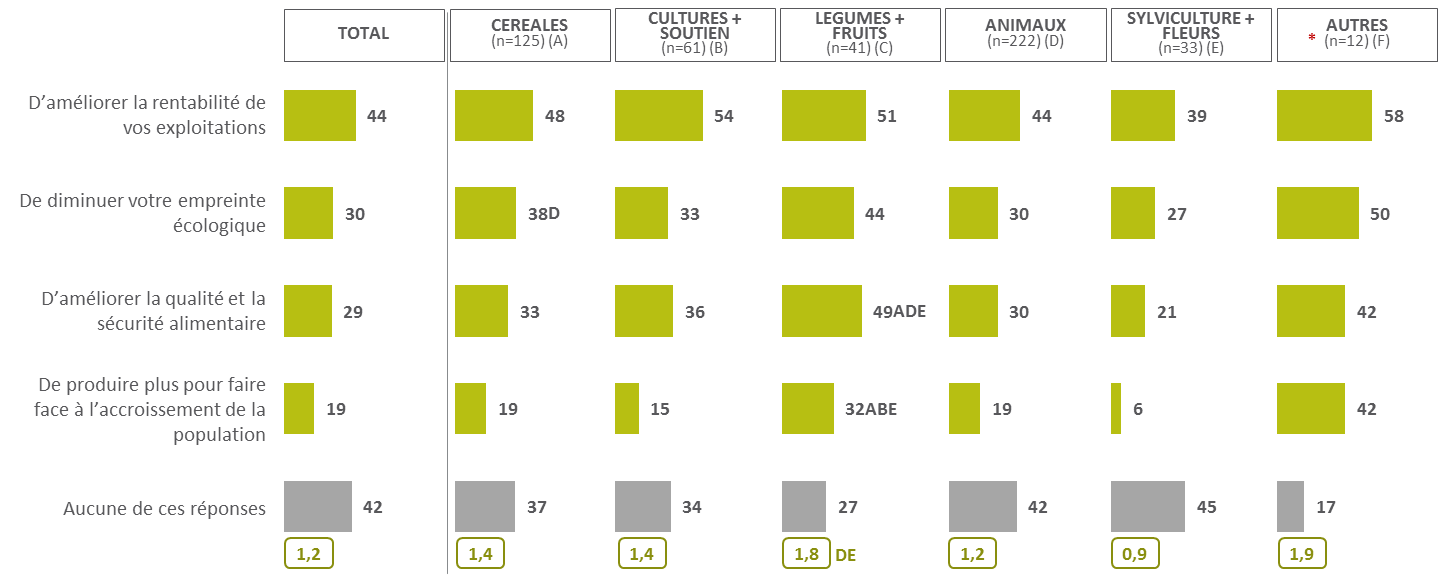 TOTAL
CEREALES
(n=125) (A)
CULTURES +
SOUTIEN
(n=61) (B)
LEGUMES +
FRUITS
(n=41) (C)
ANIMAUX
(n=222) (D)
SYLVICULTURE +
FLEURS
(n=33) (E)
AUTRES
* (n=12) (F)
D’améliorer la rentabilité de
vos exploitations
44 48 54 51 44 39 58
De diminuer votre empreinte
écologique
30 38D 33 44 30 27 50
D’améliorer la qualité et la
sécurité alimentaire
29 33 36 49ADE 30 21 42
De produire plus pour faire
face à l’accroissement de la
population
19 19 15 32ABE 19 6 42
Aucune de ces réponses
42 37 34 27 42 45 17
1,2 1,4 1,4 1,8 DE 1,2 0,9 1,9